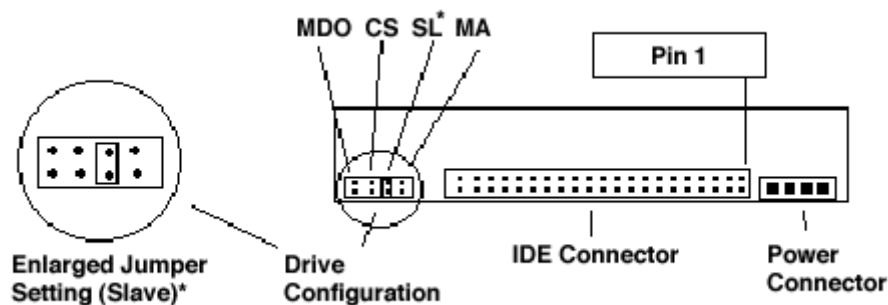 MDO CS SL* MA
Pin 1
Enlarged Jumper
Setting (Slave)*
Drive
Configuration
IDE Connector
Power
Connector